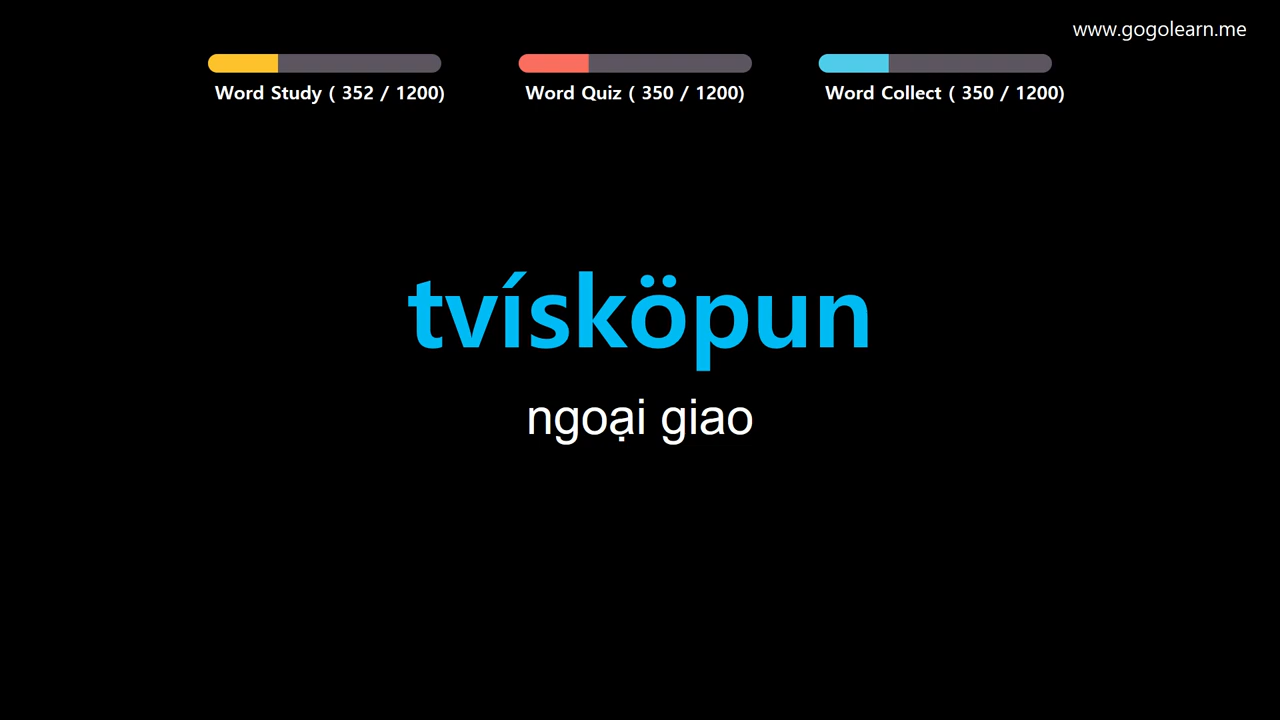 www.gogolearn.me
Word Study ( 352 / 1200)
Word Quiz ( 350 / 1200)
Word Collect ( 350 / 1200)
tvísköpun
ngoại giao